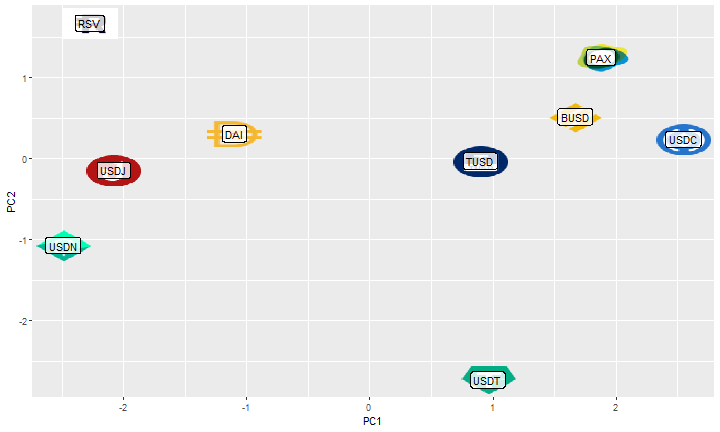 RSV
PAX
BUSD
DAI
USDC
TUSD
USDJ
USDN
USDT
1
0
-1
-2
PC2
-2
-1
0
1
2
PC1